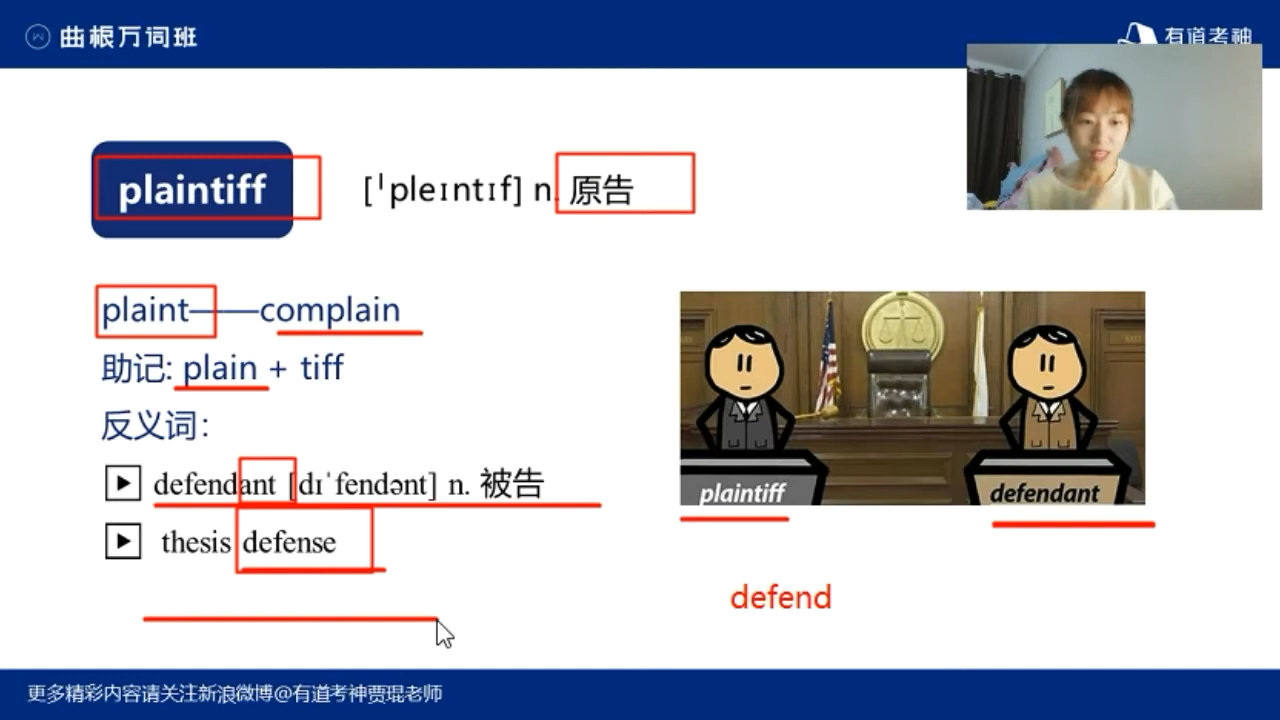 曲根万词班
有道考神
plaintiff
[ˈpleɪntɪf] n. 原告
plaint——complain
助记: plain + tiff
反义词:
defendant [dɪˈfendənt] n. 被告
thesis defense
plaintiff
defendant
defend
更多精彩内容请关注新浪微博@有道考神贾琨老师